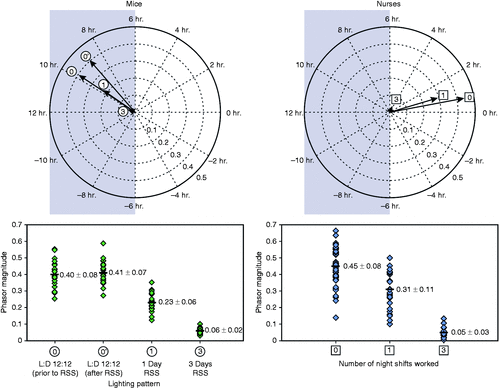 Mice
6 hr.
8 hr.
4 hr.
10 hr.
2 hr.
12 hr.
0 hr.
−10 hr.
−2 hr.
−8 hr.
−4 hr.
−6 hr.
0
0'
1
3
0.1
0.2
0.3
0.4
0.5
Nurses
6 hr.
8 hr.
4 hr.
10 hr.
2 hr.
12 hr.
0 hr.
−10 hr.
−2 hr.
−8 hr.
−4 hr.
−6 hr.
3
1
0
0.1
0.2
0.3
0.4
0.5
Phasor magnitude
0.7
0.6
0.5
0.4
0.3
0.2
0.1
0
0.40 ± 0.08
0.41 ± 0.07
0.23 ± 0.06
0.06 ± 0.02
0 0' 1 3
L:D 12:12 L:D 12:12 1 Day 3 Days
(prior to RSS) (after RSS) RSS RSS
Lighting pattern
Phasor magnitude
0.7
0.6
0.5
0.4
0.3
0.2
0.1
0
0.45 ± 0.08
0.31 ± 0.11
0.05 ± 0.03
0 1 3
Number of night shifts worked